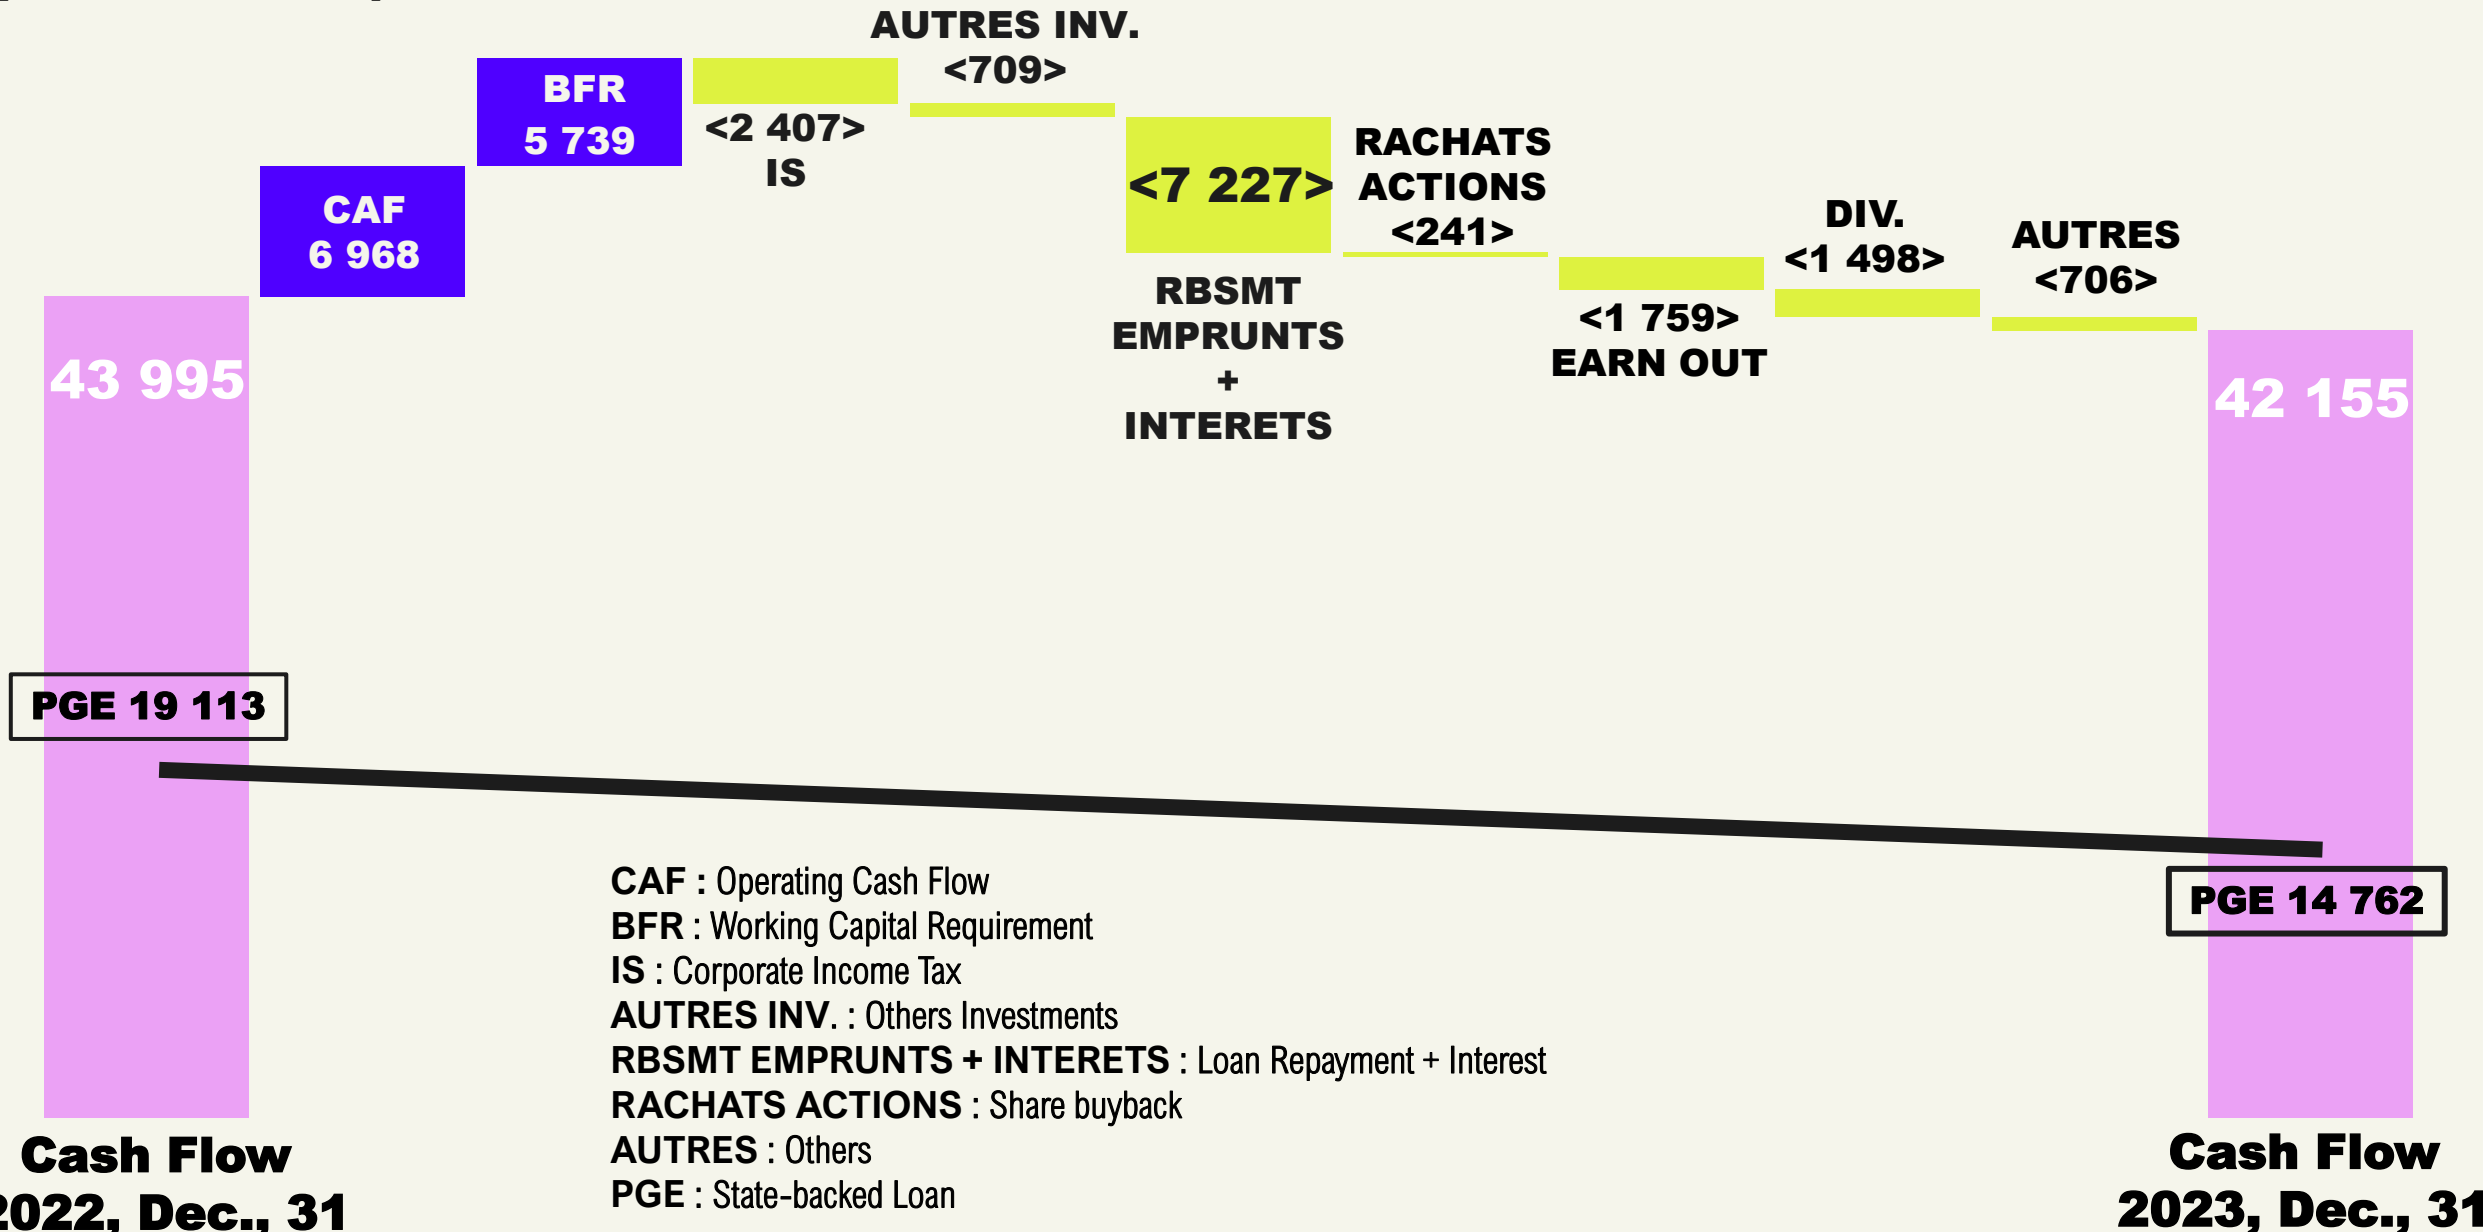 AUTRES INV.
<709>
BFR
5 739
<2 407>
IS
CAF
6 968
<7 227>
RBSMT
EMPRUNTS
+
INTERETS
RACHATS
ACTIONS
<241>
<1 759>
EARN OUT
DIV.
<1 498>
AUTRES
<706>
43 995
42 155
PGE 19 113
PGE 14 762
CAF : Operating Cash Flow
BFR : Working Capital Requirement
IS : Corporate Income Tax
AUTRES INV. : Others Investments
RBSMT EMPRUNTS + INTERETS : Loan Repayment + Interest
RACHATS ACTIONS : Share buyback
AUTRES : Others
PGE : State-backed Loan
Cash Flow
2022, Dec., 31
Cash Flow
2023, Dec., 31